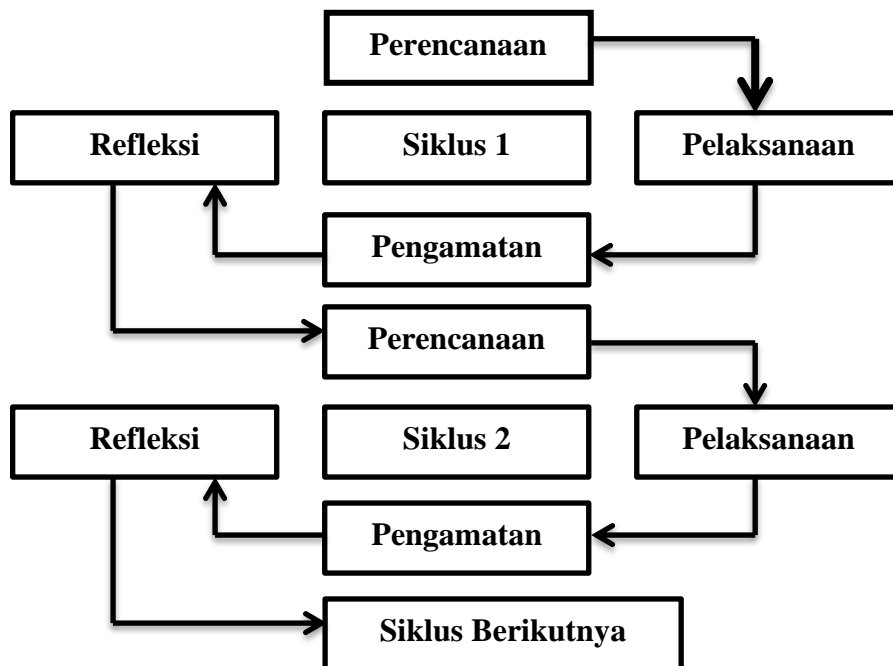 Perencanaan
Refleksi
Siklus 1
Pelaksanaan
Pengamatan
Perencanaan
Refleksi
Siklus 2
Pelaksanaan
Pengamatan
Siklus Berikutnya